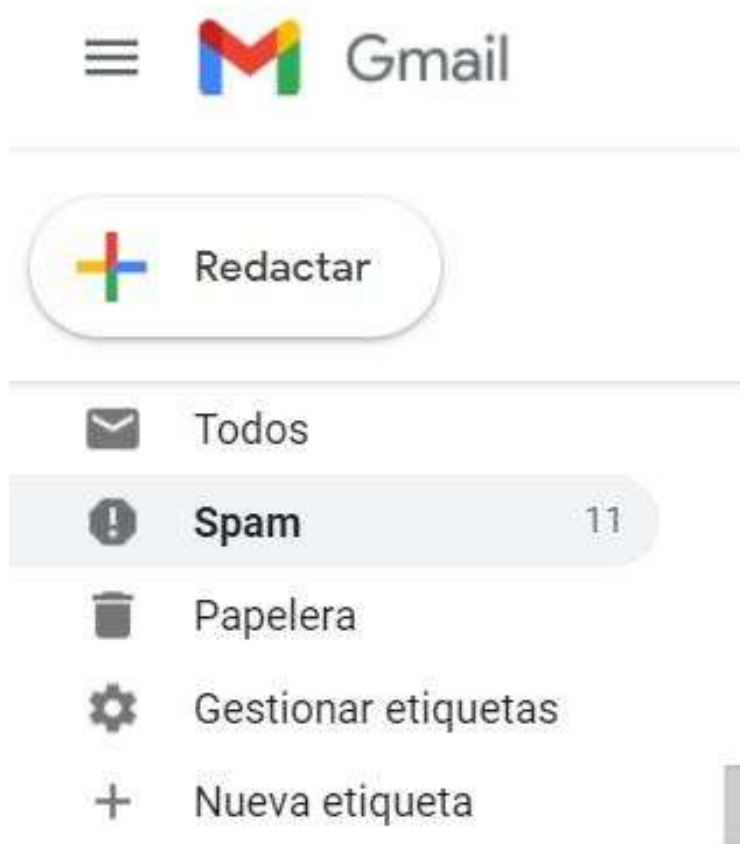 Gmail
Redactar
Todos
Spam 11
Papelera
Gestionar etiquetas
Nueva etiqueta